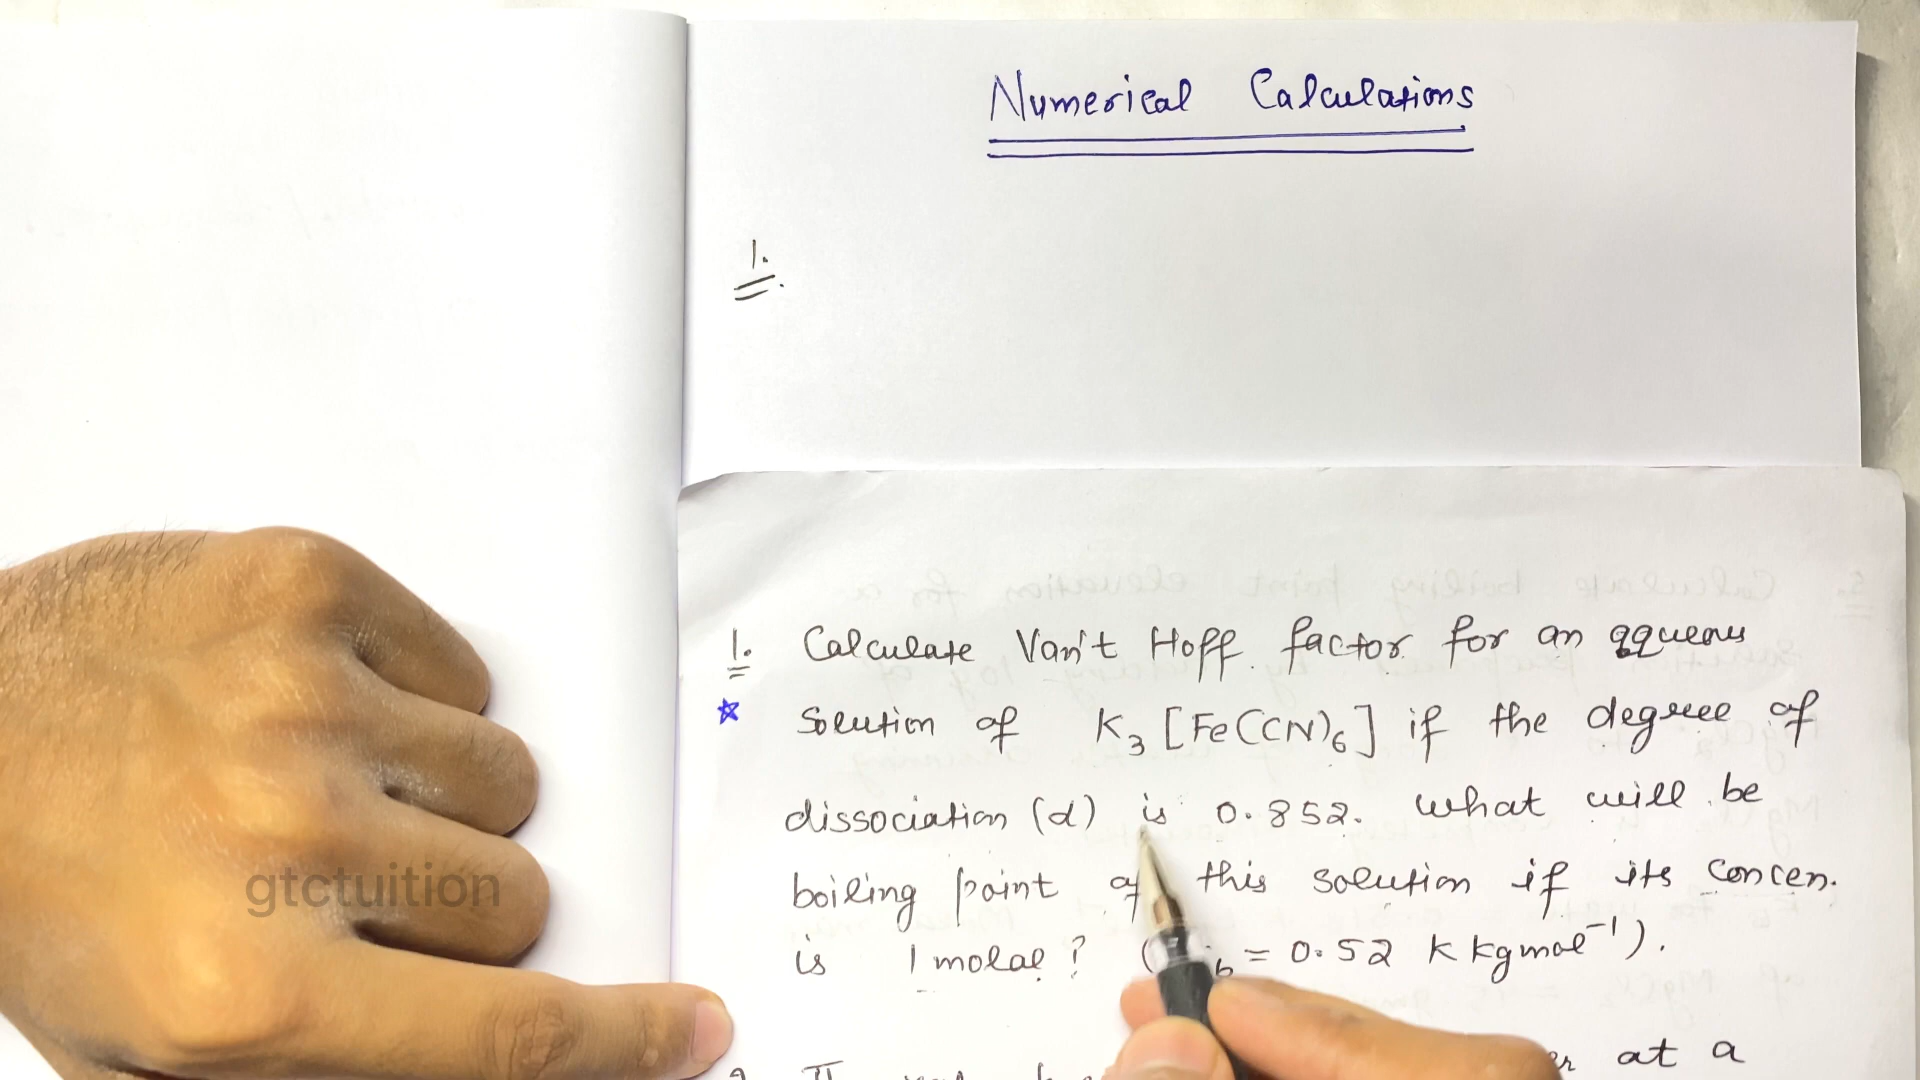 Numerical Calculations
1.
1. Calculate Van't Hoff factor for an aqueous
solution of K₃[Fe(CN)₆] if the degree of
dissociation (α) is 0.852. What will be
boiling point of this solution if its concen.
is 1 molal? ( b = 0.52 K kg mol⁻¹).
at a
gtctuition